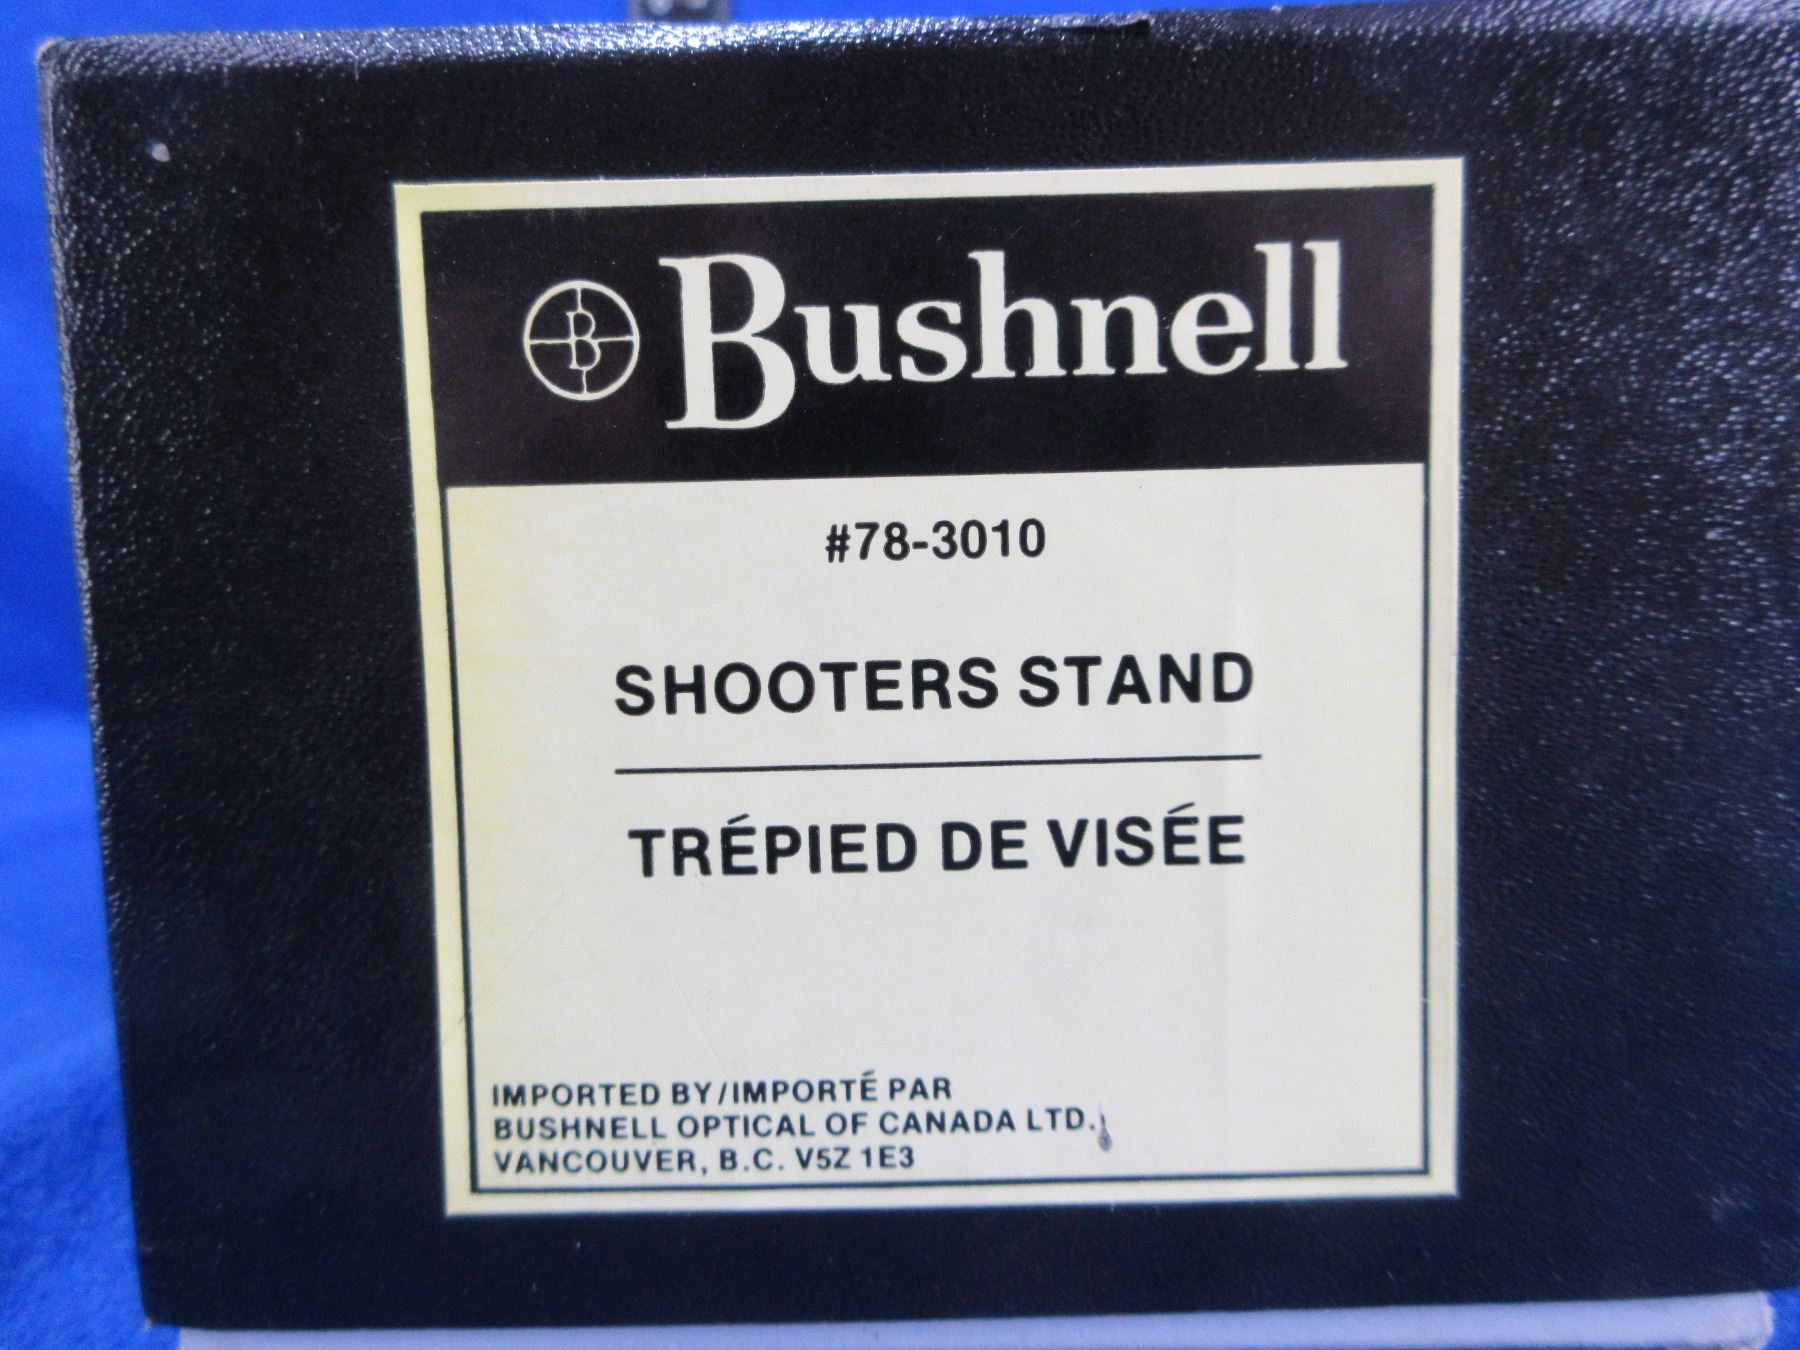 B Bushnell
#78-3010
SHOOTERS STAND
TRÉPIED DE VISÉE
IMPORTED BY/IMPORTÉ PAR
BUSHNELL OPTICAL OF CANADA LTD.
VANCOUVER, B.C. V5Z 1E3